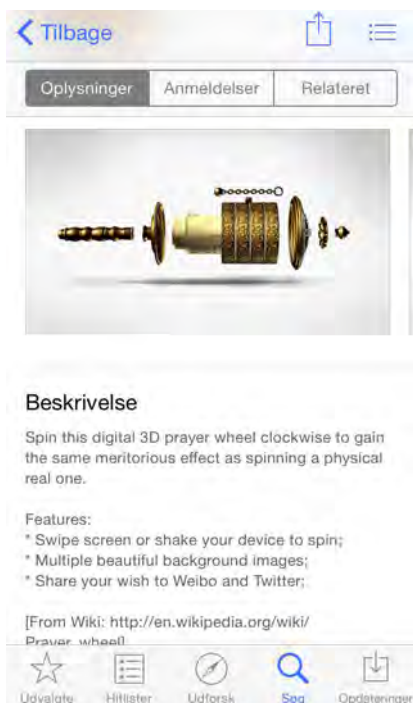 Tilbage
Oplysninger Anmeldelser Relateret
Beskrivelse
Spin this digital 3D prayer wheel clockwise to gain
the same meritorious effect as spinning a physical
real one.
Features:
* Swipe screen or shake your device to spin;
* Multiple beautiful background images;
* Share your wish to Weibo and Twitter;
[From Wiki: http://en.wikipedia.org/wiki/
Prayer_wheel]
Udvalgte Hitlister Udforsk Søg Opdateringer